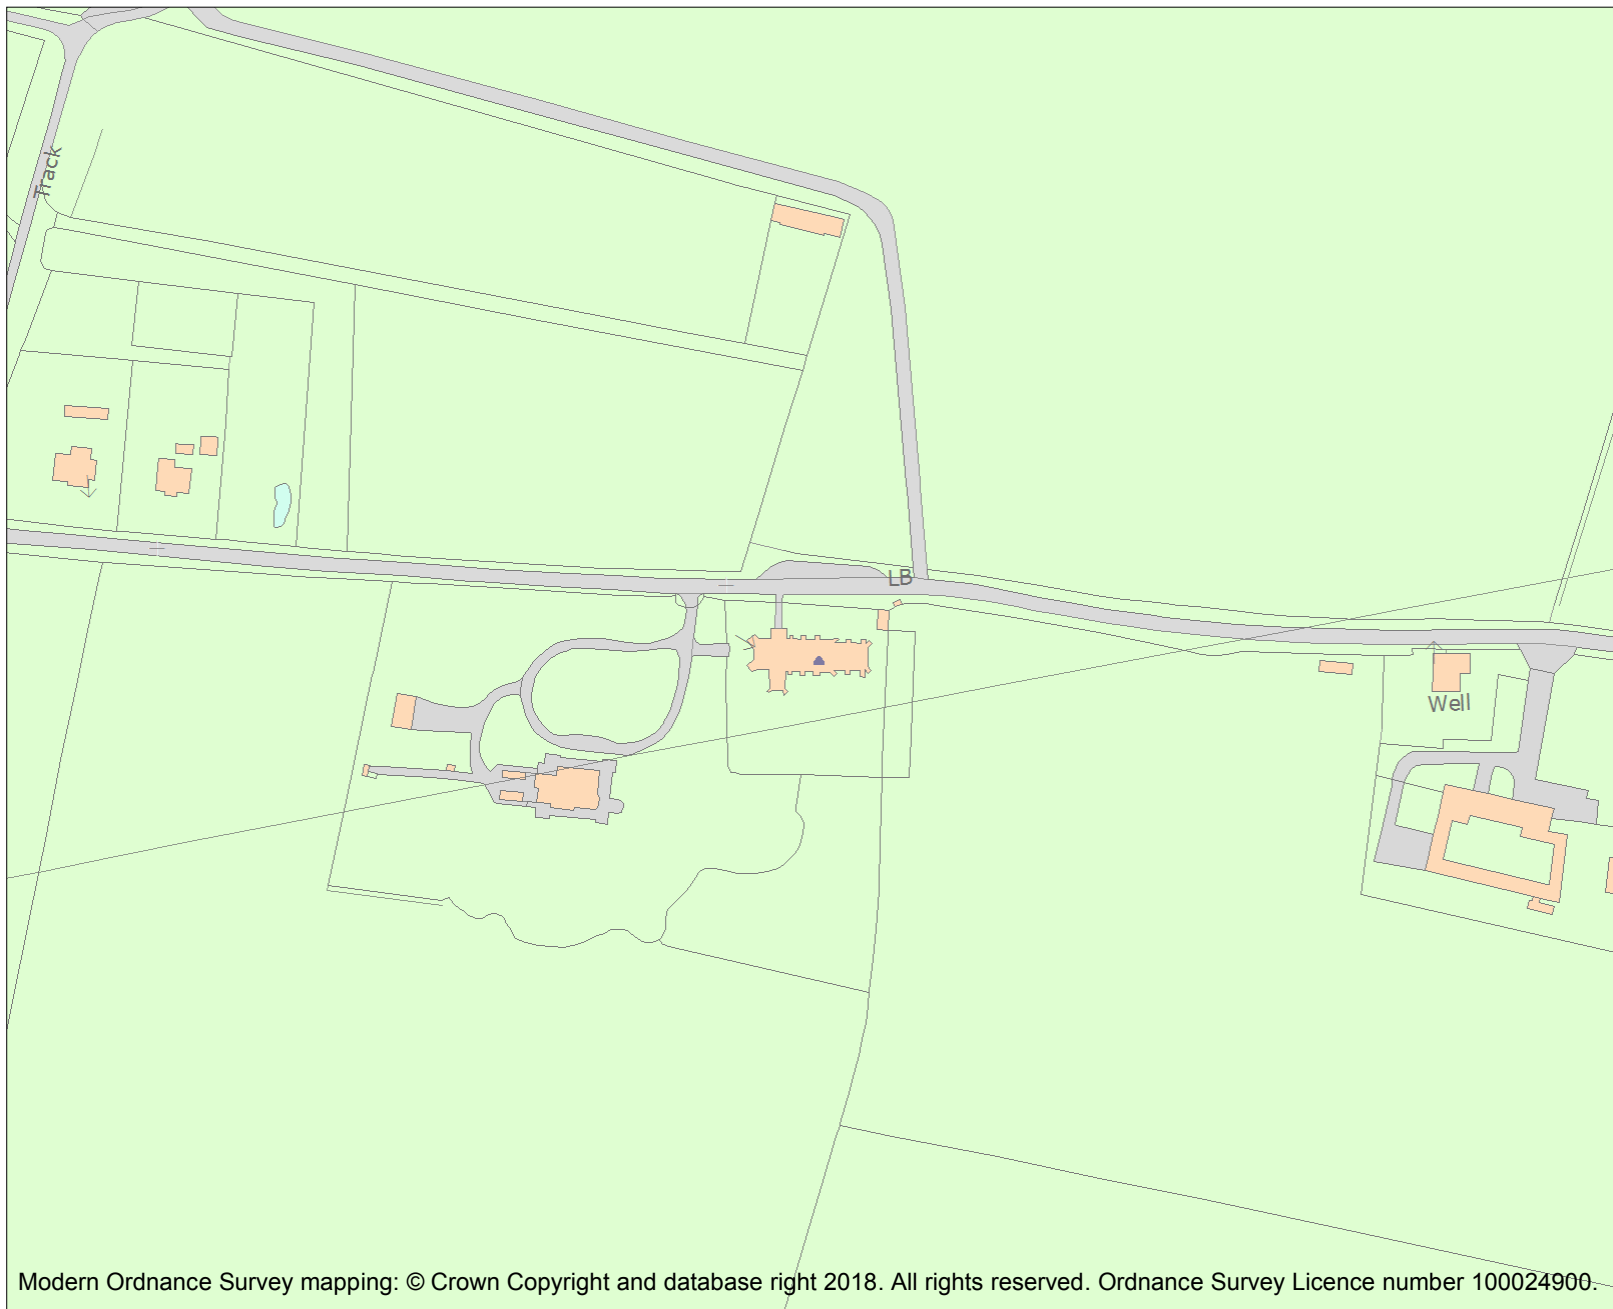 Track
LB
Well
Modern Ordnance Survey mapping: © Crown Copyright and database right 2018. All rights reserved. Ordnance Survey Licence number 100024900.